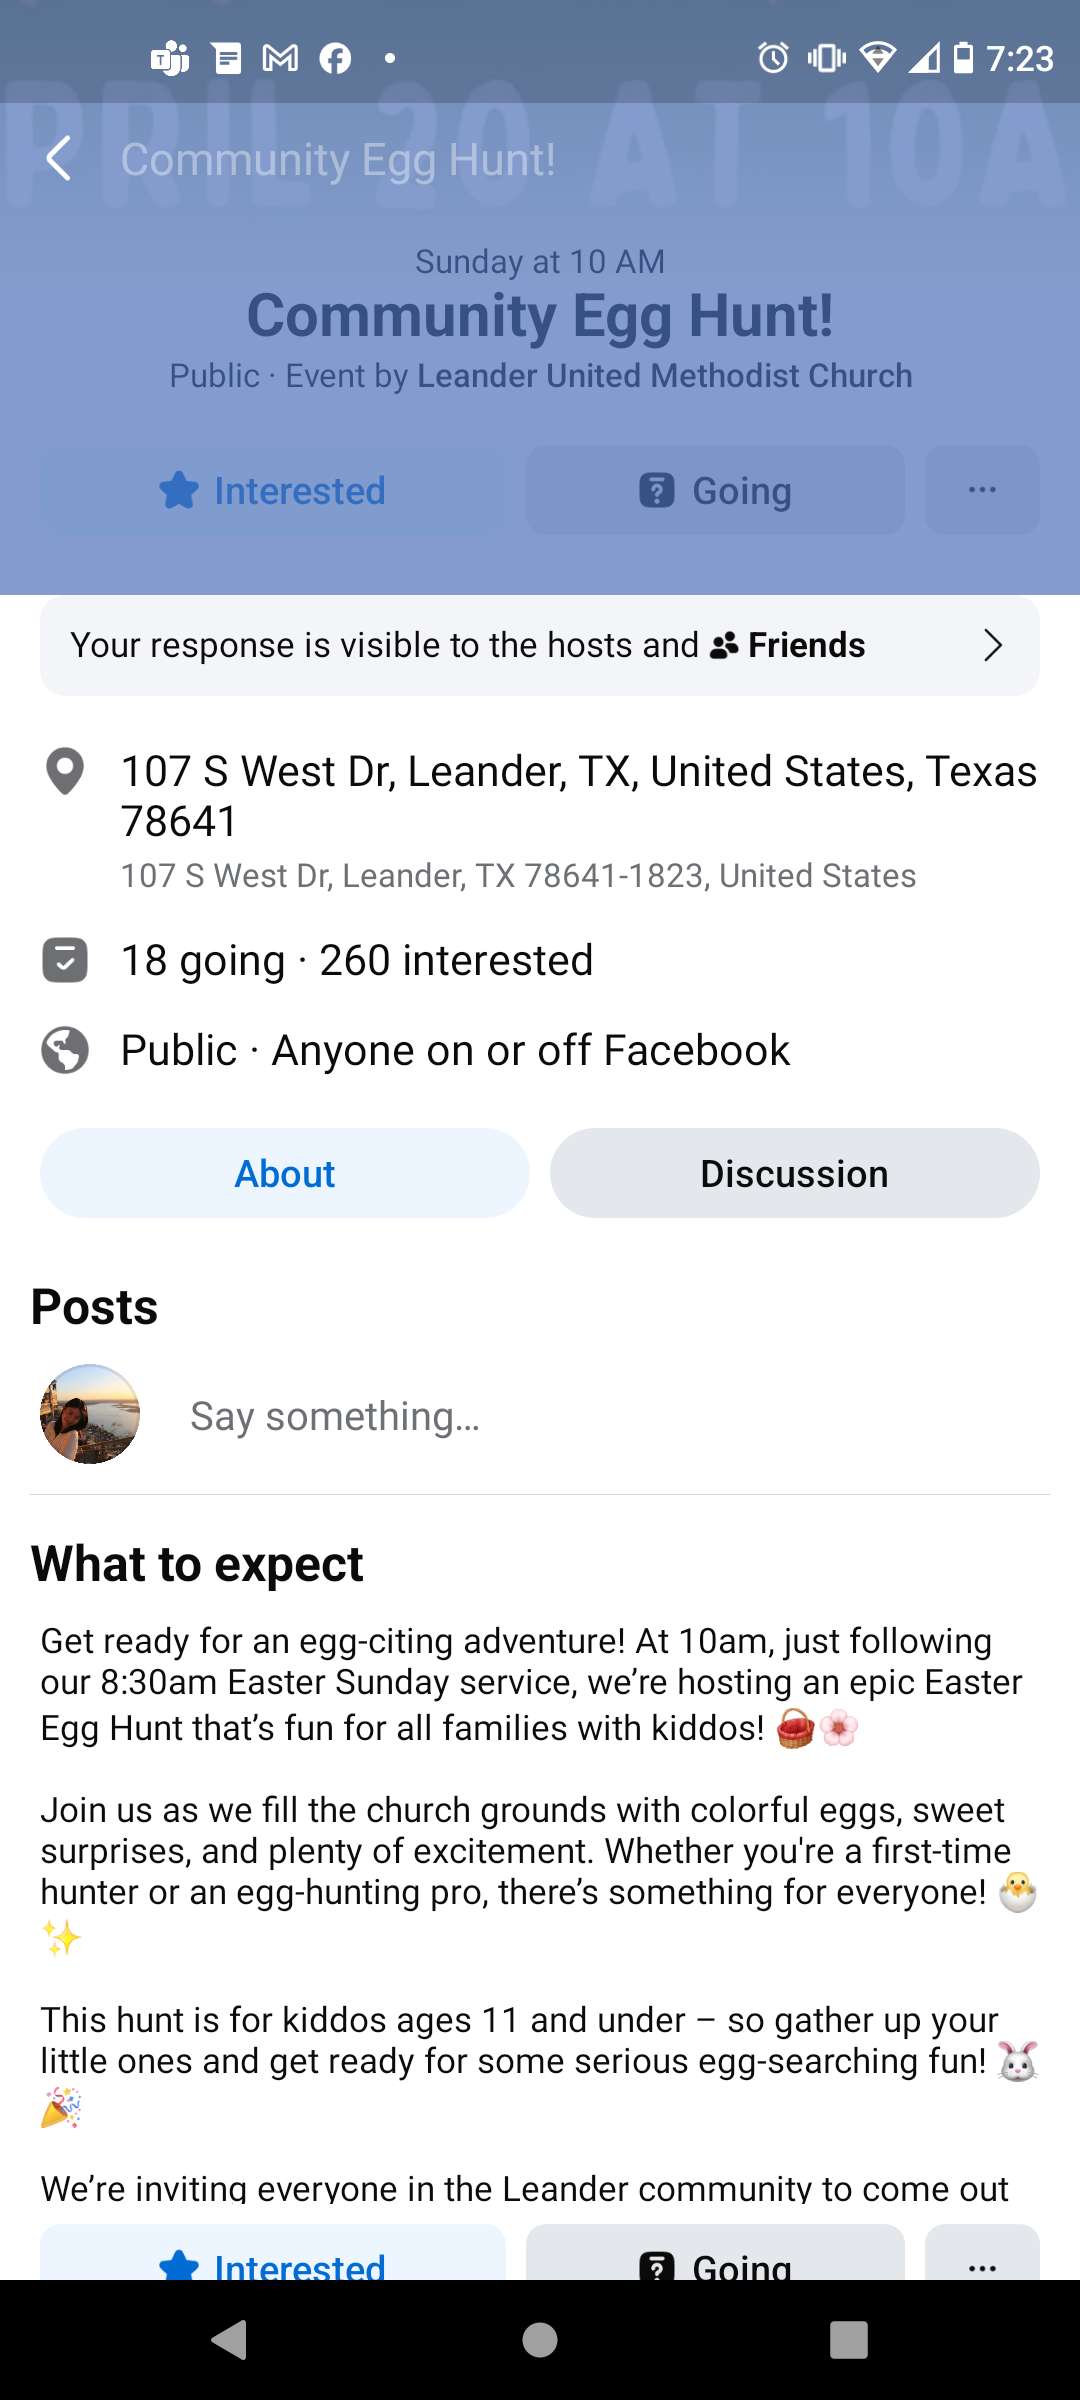 7:23
PRIL 20 AT 10A
Community Egg Hunt!
Sunday at 10 AM
Community Egg Hunt!
Public · Event by Leander United Methodist Church
Interested
Going
...
Your response is visible to the hosts and Friends
107 S West Dr, Leander, TX, United States, Texas
78641
107 S West Dr, Leander, TX 78641-1823, United States
18 going · 260 interested
Public · Anyone on or off Facebook
About
Discussion
Posts
Say something...
What to expect
Get ready for an egg-citing adventure! At 10am, just following
our 8:30am Easter Sunday service, we’re hosting an epic Easter
Egg Hunt that’s fun for all families with kiddos! 🧺🌸
Join us as we fill the church grounds with colorful eggs, sweet
surprises, and plenty of excitement. Whether you're a first-time
hunter or an egg-hunting pro, there’s something for everyone! 🐣
✨
This hunt is for kiddos ages 11 and under – so gather up your
little ones and get ready for some serious egg-searching fun! 🐰
🎉
We’re inviting everyone in the Leander community to come out
Interested
Going
...